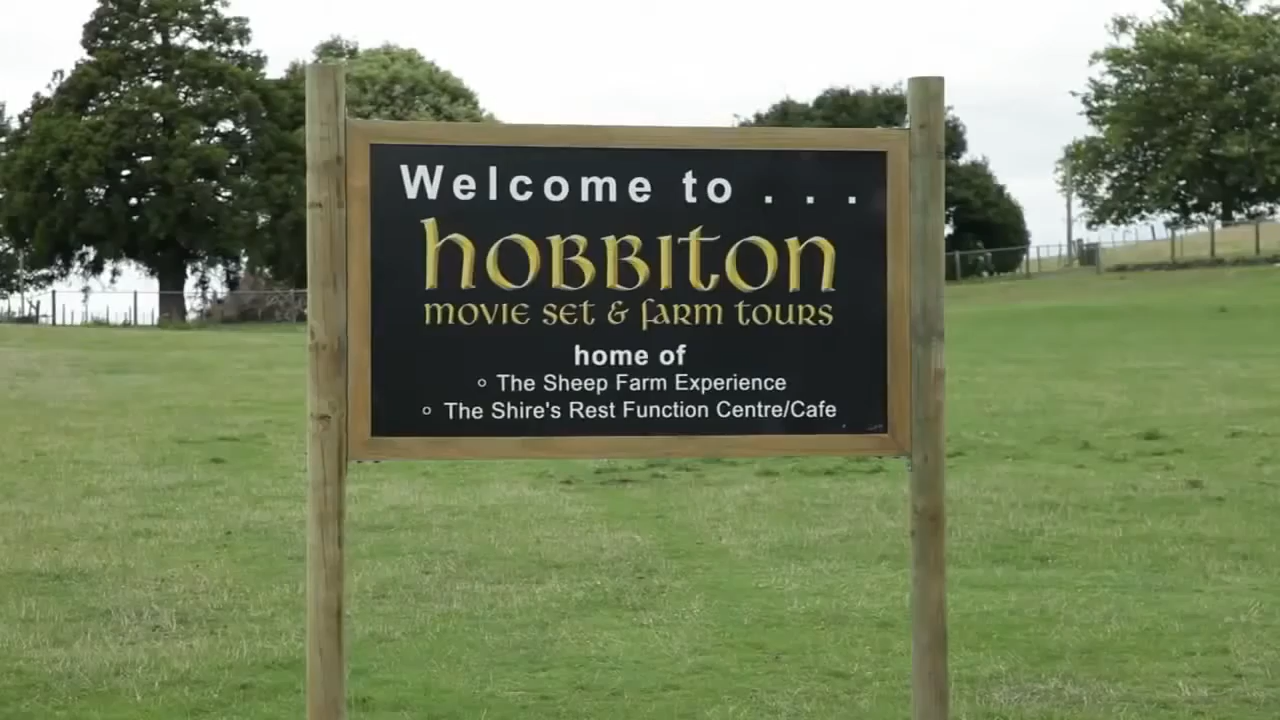 Welcome to . . .
hobbiton
movie set & farm tours
home of
◦ The Sheep Farm Experience
◦ The Shire's Rest Function Centre/Cafe